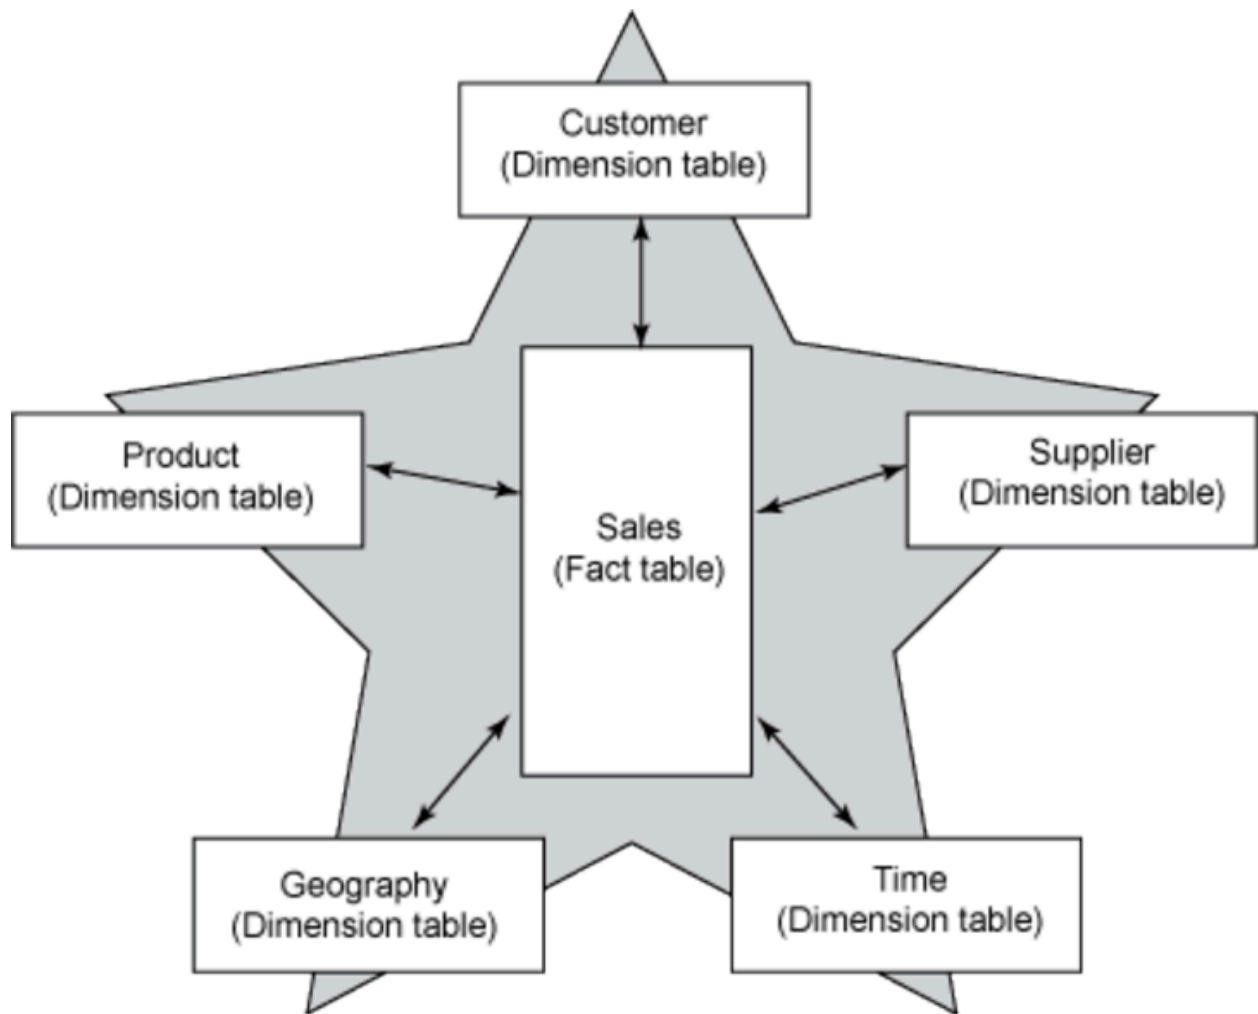 Customer
(Dimension table)
Product
(Dimension table)
Supplier
(Dimension table)
Sales
(Fact table)
Geography
(Dimension table)
Time
(Dimension table)